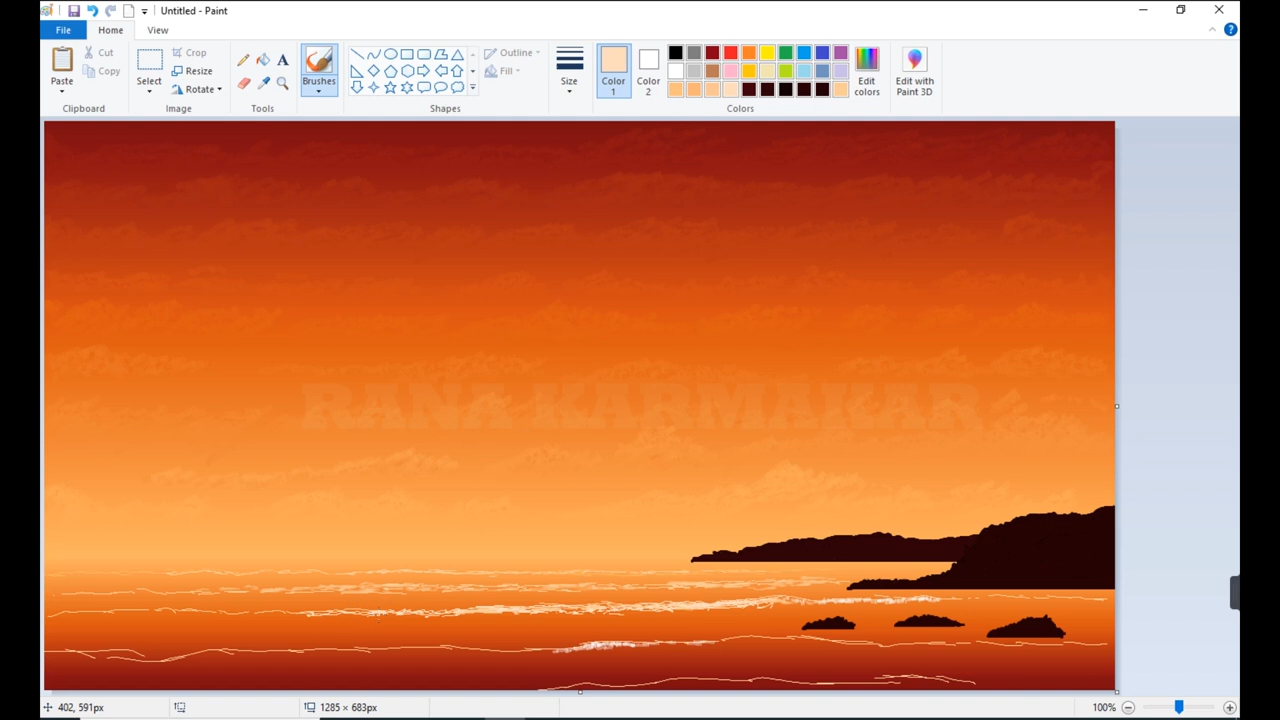 Untitled - Paint
File Home View
Paste
Cut
Copy
Clipboard
Select
Crop
Resize
Rotate
Image
A
Tools
Brushes
Outline
Fill
Shapes
Size
Color 1
Color 2
Edit colors
Colors
Edit with Paint 3D
?
RANA KARMAKAR
402, 591px
1285 × 683px
100%